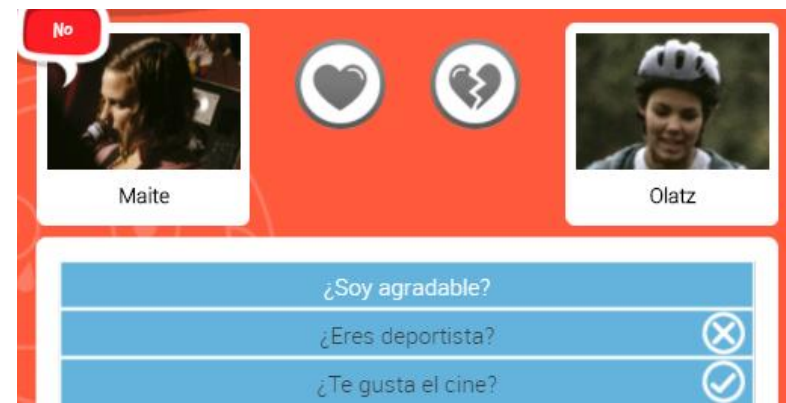 No
Maite
Olatz
¿Soy agradable?
¿Eres deportista?
¿Te gusta el cine?